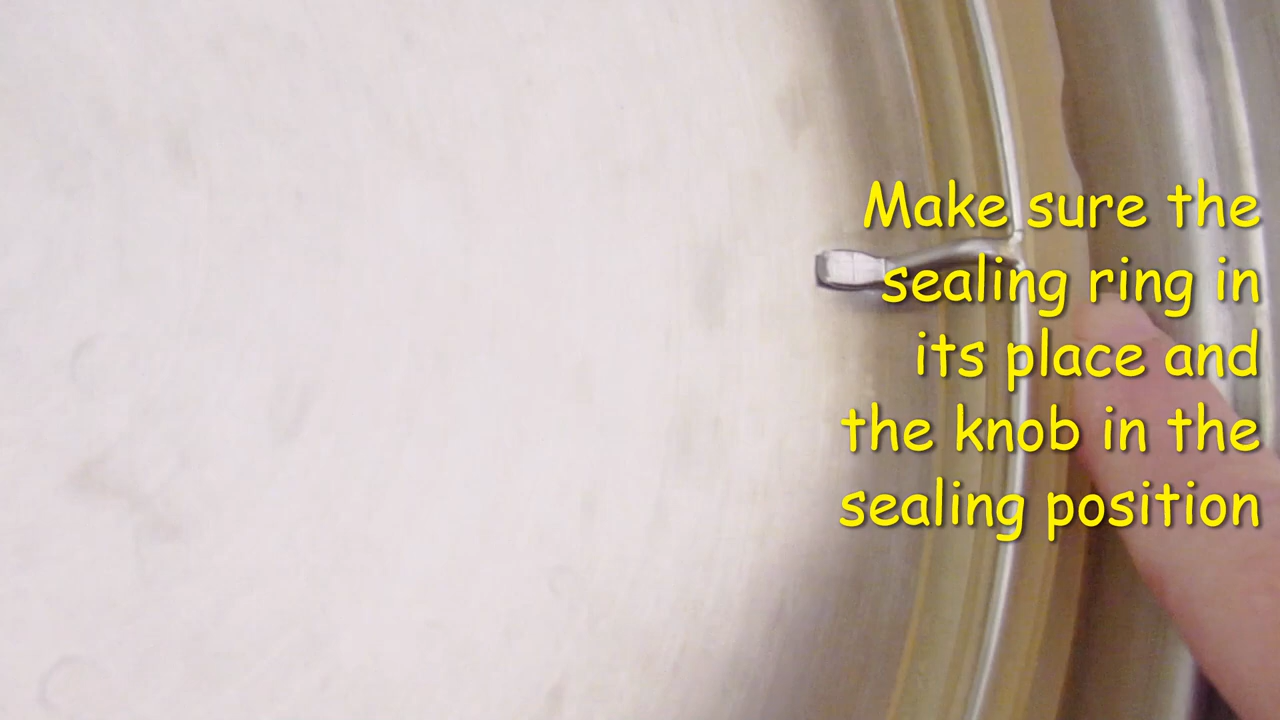 Make sure the
sealing ring in
its place and
the knob in the
sealing position